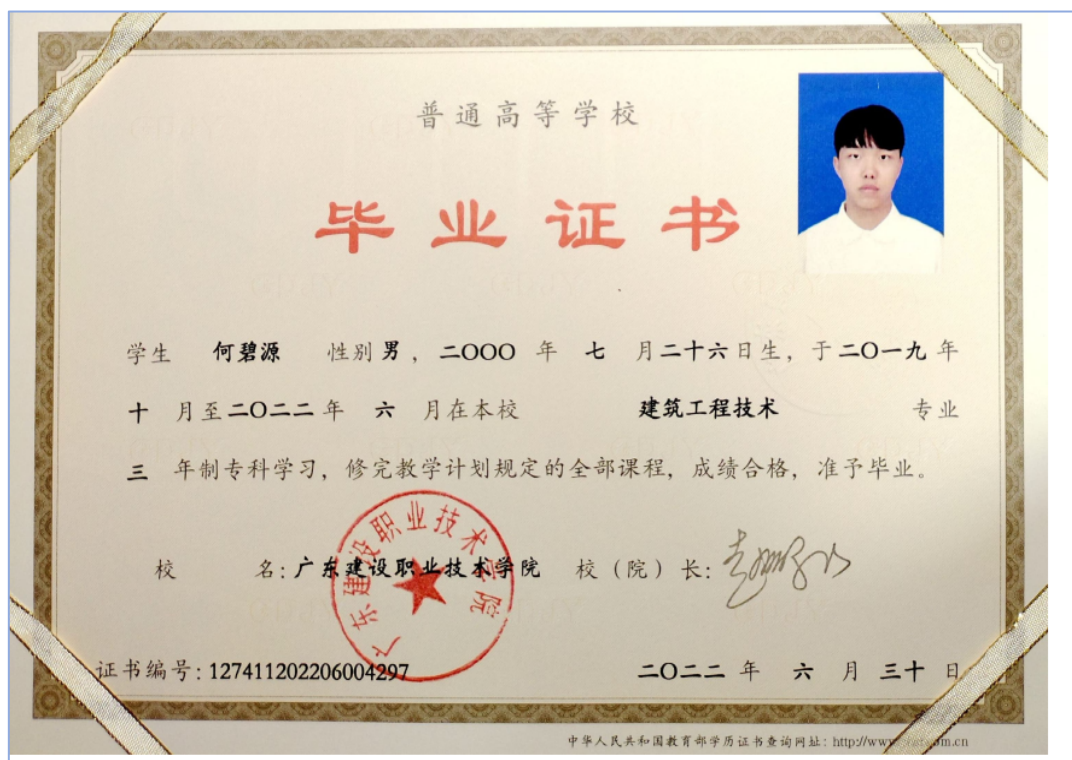 普通高等学校
毕业证书
学生 何碧源 性别 男，二〇〇〇 年 七 月二十六日生，于二〇一九 年
十 月至二〇二二年 六 月在本校 建筑工程技术 专业
三 年制专科学习，修完教学计划规定的全部课程，成绩合格，准予毕业。
校 名：广东建设职业技术学院 校（院）长：
广东建设职业技术学院
证书编号：127411202206004297 二〇二二 年 六 月 三十 日
中华人民共和国教育部学历证书查询网址：http://www. .com.cn